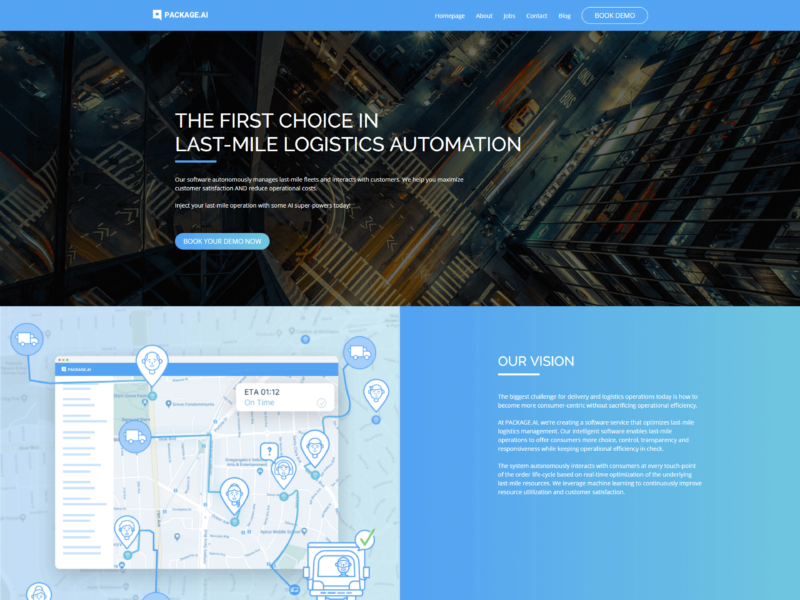 PACKAGE.AI
Homepage About Jobs Contact Blog BOOK DEMO
THE FIRST CHOICE IN
LAST-MILE LOGISTICS AUTOMATION
Our software autonomously manages last-mile fleets and interacts with customers. We help you maximize
customer satisfaction AND reduce operational costs.
Inject your last-mile operation with some AI super-powers today!
BOOK YOUR DEMO NOW
ONLY
BUS
PACKAGE.AI
ETA 01:12
On Time
?
OUR VISION
The biggest challenge for delivery and logistics operations today is how to
become more consumer-centric without sacrificing operational efficiency.
At PACKAGE.AI, we're creating a software service that optimizes last-mile
logistics management. Our intelligent software enables last-mile
operations to offer consumers more choice, control, transparency and
responsiveness while keeping operational efficiency in check.
The system autonomously interacts with consumers at every touch-point
of the order life-cycle based on real-time optimization of the underlying
last-mile resources. We leverage machine learning to continuously improve
resource utilization and customer satisfaction.